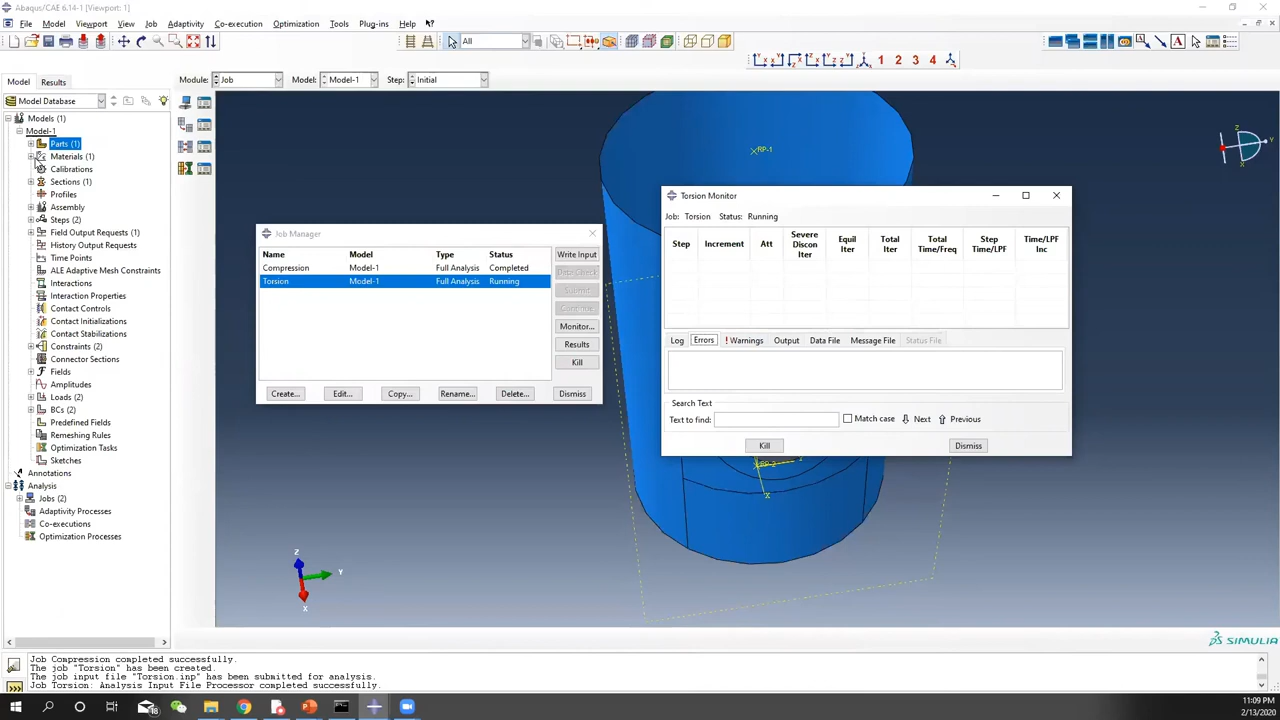 Abaqus/CAE 6.14-1 [Viewport: 1]
File Model Viewport View Job Adaptivity Co-execution Optimization Tools Plug-ins Help
All
1 2 3 4
Model Results Module: Job Model: Model-1 Step: Initial
Model Database
Models (1)
Model-1
Parts (1)
Materials (1)
Calibrations
Sections (1)
Profiles
Assembly
Steps (2)
Field Output Requests (1)
History Output Requests
Time Points
ALE Adaptive Mesh Constraints
Interactions
Interaction Properties
Contact Controls
Contact Initializations
Contact Stabilizations
Constraints (2)
Connector Sections
Fields
Amplitudes
Loads (2)
BCs (2)
Predefined Fields
Remeshing Rules
Optimization Tasks
Sketches
Annotations
Analysis
Jobs (2)
Adaptivity Processes
Co-executions
Optimization Processes
RP-1
Job Manager
Name Model Type Status
Compression Model-1 Full Analysis Completed
Torsion Model-1 Full Analysis Running
Write Input
Data Check
Submit
Continue
Monitor...
Results
Kill
Create... Edit... Copy... Rename... Delete... Dismiss
Torsion Monitor
Job: Torsion Status: Running
Step Increment Att Severe Discon Iter Equil Iter Total Iter Total Time/Freq Step Time/LPF Time/LPF Inc
Log Errors ! Warnings Output Data File Message File Status File
Search Text
Text to find: Match case Next Previous
Kill Dismiss
RP-2
X
Z
Y
X
Z
Y
X
SIMULIA
Job Compression completed successfully.
The job "Torsion" has been created.
The job input file "Torsion.inp" has been submitted for analysis.
Job Torsion: Analysis Input File Processor completed successfully.
11:09 PM
2/13/2020